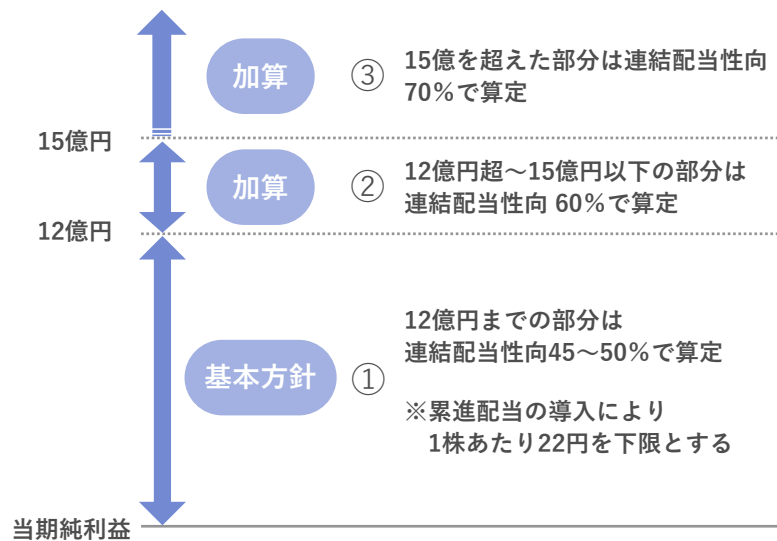 加算
③
15億を超えた部分は連結配当性向
70%で算定
15億円
加算
②
12億円超~15億円以下の部分は
連結配当性向 60%で算定
12億円
基本方針
①
12億円までの部分は
連結配当性向45~50%で算定
※累進配当の導入により
1株あたり22円を下限とする
当期純利益